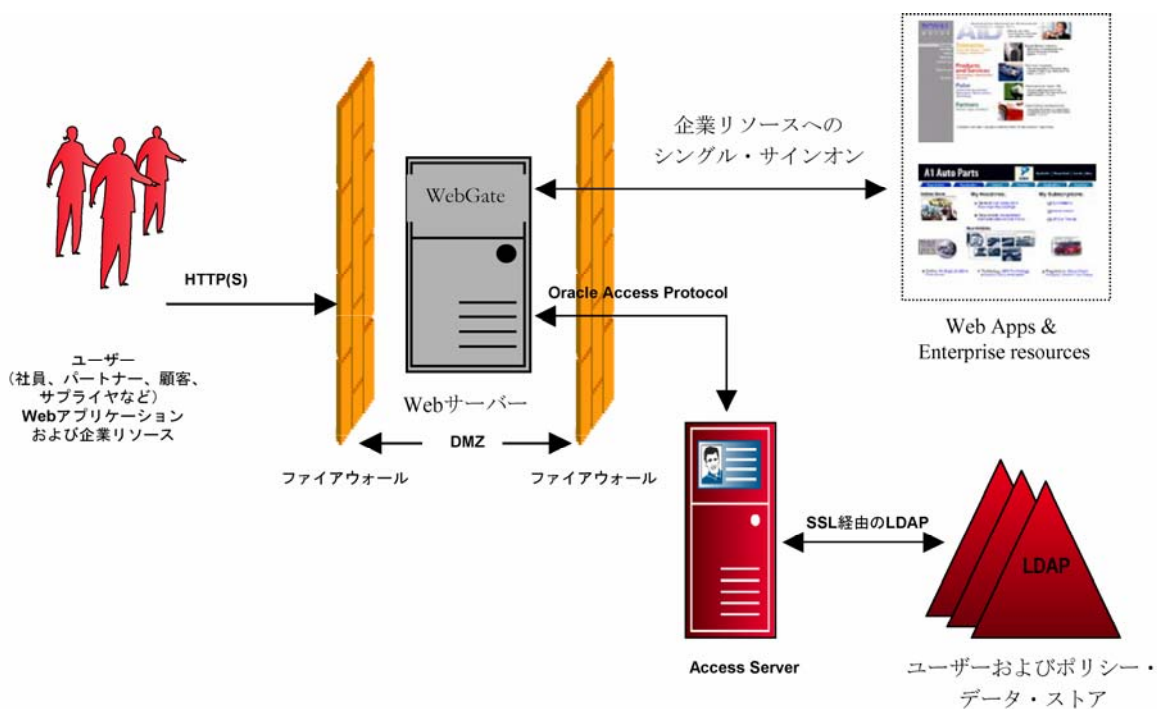 AID
Products
and Services
Pulse
Partners
A1 Auto Parts
企業リソースへの
シングル・サインオン
WebGate
HTTP(S)
Oracle Access Protocol
Web Apps &
Enterprise resources
ユーザー
(社員、パートナー、顧客、
サプライヤなど)
Webアプリケーション
および企業リソース
Webサーバー
DMZ
ファイアウォール
ファイアウォール
SSL経由のLDAP
LDAP
Access Server
ユーザーおよびポリシー・
データ・ストア